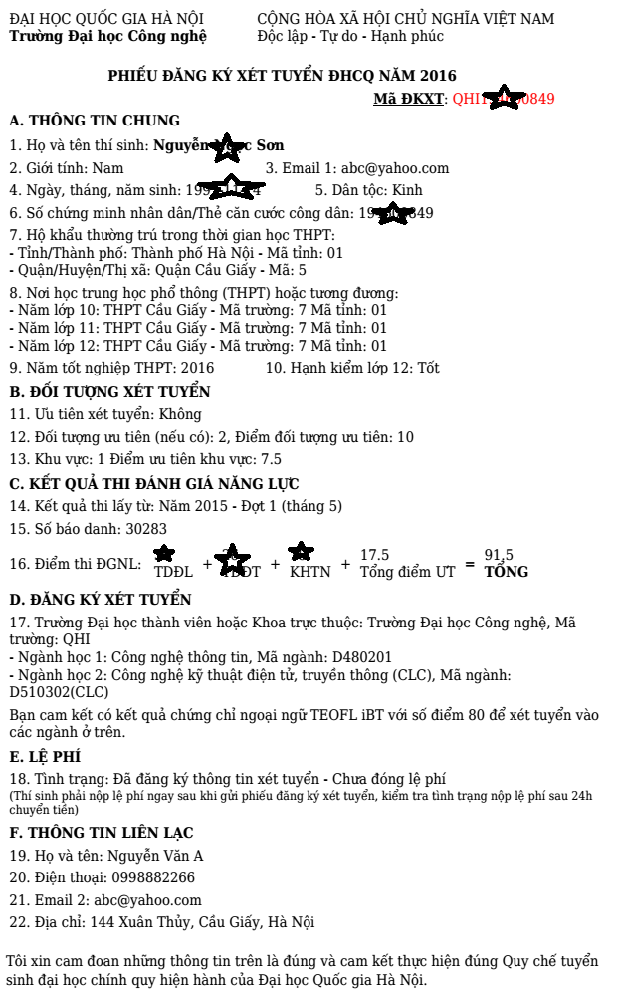 ĐẠI HỌC QUỐC GIA HÀ NỘI CỘNG HÒA XÃ HỘI CHỦ NGHĨA VIỆT NAM
Trường Đại học Công nghệ Độc lập - Tự do - Hạnh phúc
PHIẾU ĐĂNG KÝ XÉT TUYỂN ĐHCQ NĂM 2016
Mã ĐKXT:
A. THÔNG TIN CHUNG
1. Họ và tên thí sinh: Nguyễn Sơn
2. Giới tính: Nam 3. Email 1: abc@yahoo.com
4. Ngày, tháng, năm sinh: 5. Dân tộc: Kinh
6. Số chứng minh nhân dân/Thẻ căn cước công dân:
7. Hộ khẩu thường trú trong thời gian học THPT:
- Tỉnh/Thành phố: Thành phố Hà Nội - Mã tỉnh: 01
- Quận/Huyện/Thị xã: Quận Cầu Giấy - Mã: 5
8. Nơi học trung học phổ thông (THPT) hoặc tương đương:
- Năm lớp 10: THPT Cầu Giấy - Mã trường: 7 Mã tỉnh: 01
- Năm lớp 11: THPT Cầu Giấy - Mã trường: 7 Mã tỉnh: 01
- Năm lớp 12: THPT Cầu Giấy - Mã trường: 7 Mã tỉnh: 01
9. Năm tốt nghiệp THPT: 2016 10. Hạnh kiểm lớp 12: Tốt
B. ĐỐI TƯỢNG XÉT TUYỂN
11. Ưu tiên xét tuyển: Không
12. Đối tượng ưu tiên (nếu có): 2, Điểm đối tượng ưu tiên: 10
13. Khu vực: 1 Điểm ưu tiên khu vực: 7.5
C. KẾT QUẢ THI ĐÁNH GIÁ NĂNG LỰC
14. Kết quả thi lấy từ: Năm 2015 - Đợt 1 (tháng 5)
15. Số báo danh: 30283
17.5 91,5
16. Điểm thi ĐGNL: + + + =
TDĐL KHTN Tổng điểm ƯT TỔNG
D. ĐĂNG KÝ XÉT TUYỂN
17. Trường Đại học thành viên hoặc Khoa trực thuộc: Trường Đại học Công nghệ, Mã
trường: QHI
- Ngành học 1: Công nghệ thông tin, Mã ngành: D480201
- Ngành học 2: Công nghệ kỹ thuật điện tử, truyền thông (CLC), Mã ngành:
D510302(CLC)
Bạn cam kết có kết quả chứng chỉ ngoại ngữ TEOFL iBT với số điểm 80 để xét tuyển vào
các ngành ở trên.
E. LỆ PHÍ
18. Tình trạng: Đã đăng ký thông tin xét tuyển - Chưa đóng lệ phí
(Thí sinh phải nộp lệ phí ngay sau khi gửi phiếu đăng ký xét tuyển, kiểm tra tình trạng nộp lệ phí sau 24h
chuyển tiền)
F. THÔNG TIN LIÊN LẠC
19. Họ và tên: Nguyễn Văn A
20. Điện thoại: 0998882266
21. Email 2: abc@yahoo.com
22. Địa chỉ: 144 Xuân Thủy, Cầu Giấy, Hà Nội
Tôi xin cam đoan những thông tin trên là đúng và cam kết thực hiện đúng Quy chế tuyển
sinh đại học chính quy hiện hành của Đại học Quốc gia Hà Nội.